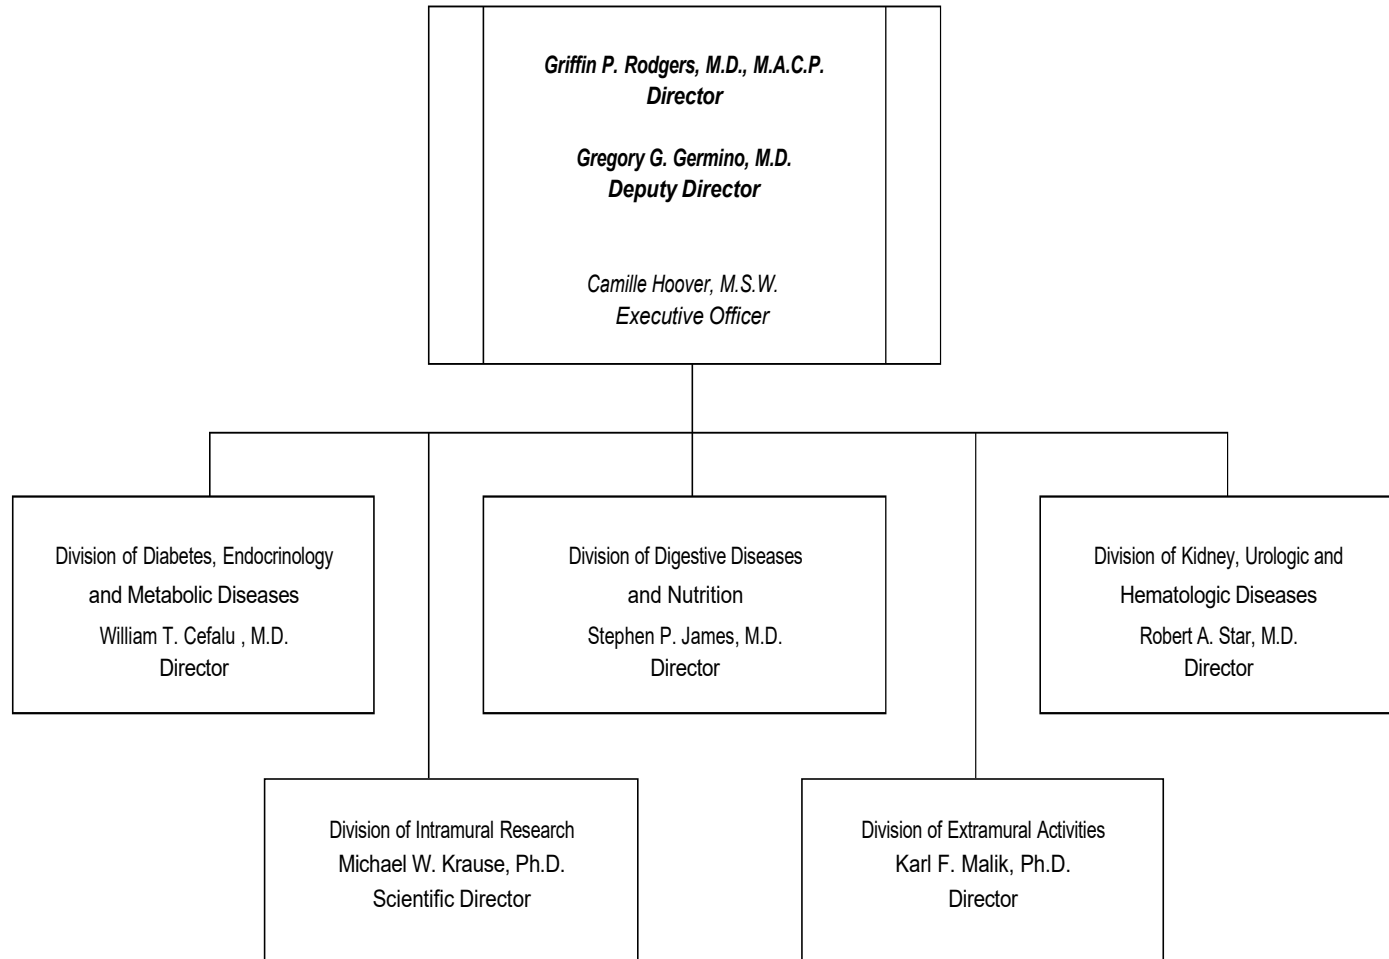 Griffin P. Rodgers, M.D., M.A.C.P.
Director
Gregory G. Germino, M.D.
Deputy Director
Camille Hoover, M.S.W.
Executive Officer
Division of Diabetes, Endocrinology
and Metabolic Diseases
William T. Cefalu , M.D.
Director
Division of Digestive Diseases
and Nutrition
Stephen P. James, M.D.
Director
Division of Kidney, Urologic and
Hematologic Diseases
Robert A. Star, M.D.
Director
Division of Intramural Research
Michael W. Krause, Ph.D.
Scientific Director
Division of Extramural Activities
Karl F. Malik, Ph.D.
Director